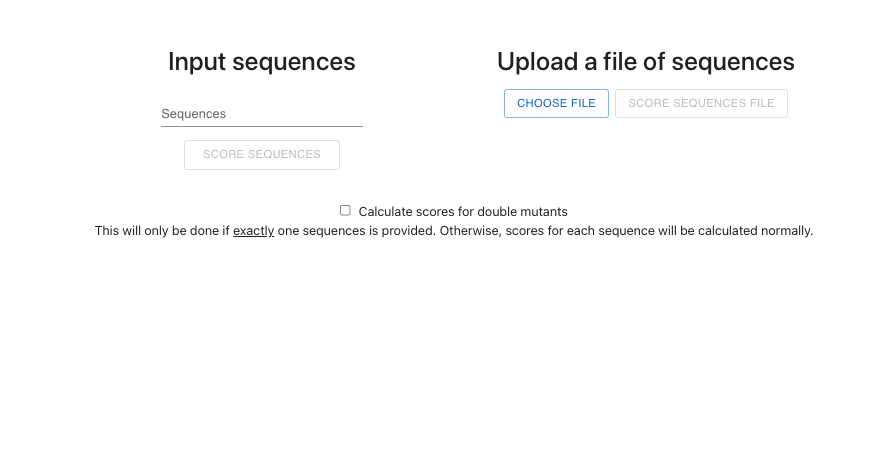 Input sequences
Sequences
SCORE SEQUENCES
Upload a file of sequences
CHOOSE FILE
SCORE SEQUENCES FILE
Calculate scores for double mutants
This will only be done if exactly one sequences is provided. Otherwise, scores for each sequence will be calculated normally.